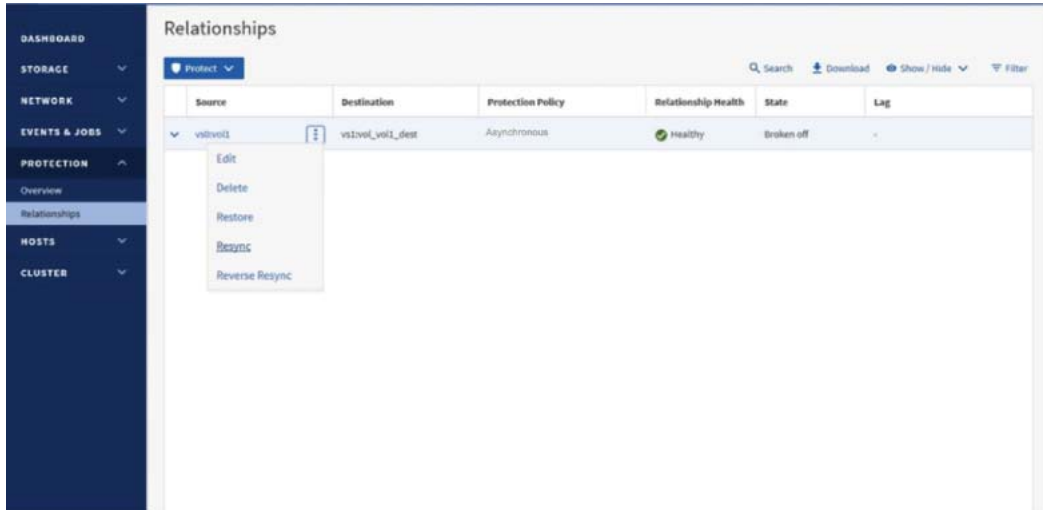 Relationships
DASHBOARD
STORAGE
NETWORK
EVENTS & JOBS
PROTECTION
Overview
Relationships
HOSTS
CLUSTER
Protect
Search
Download
Show / Hide
Filter
Source
Destination
Protection Policy
Relationship Health
State
Lag
vs0:vol1
vs1:vol_vol1_dest
Asynchronous
Healthy
Broken off
-
Edit
Delete
Restore
Resync
Reverse Resync